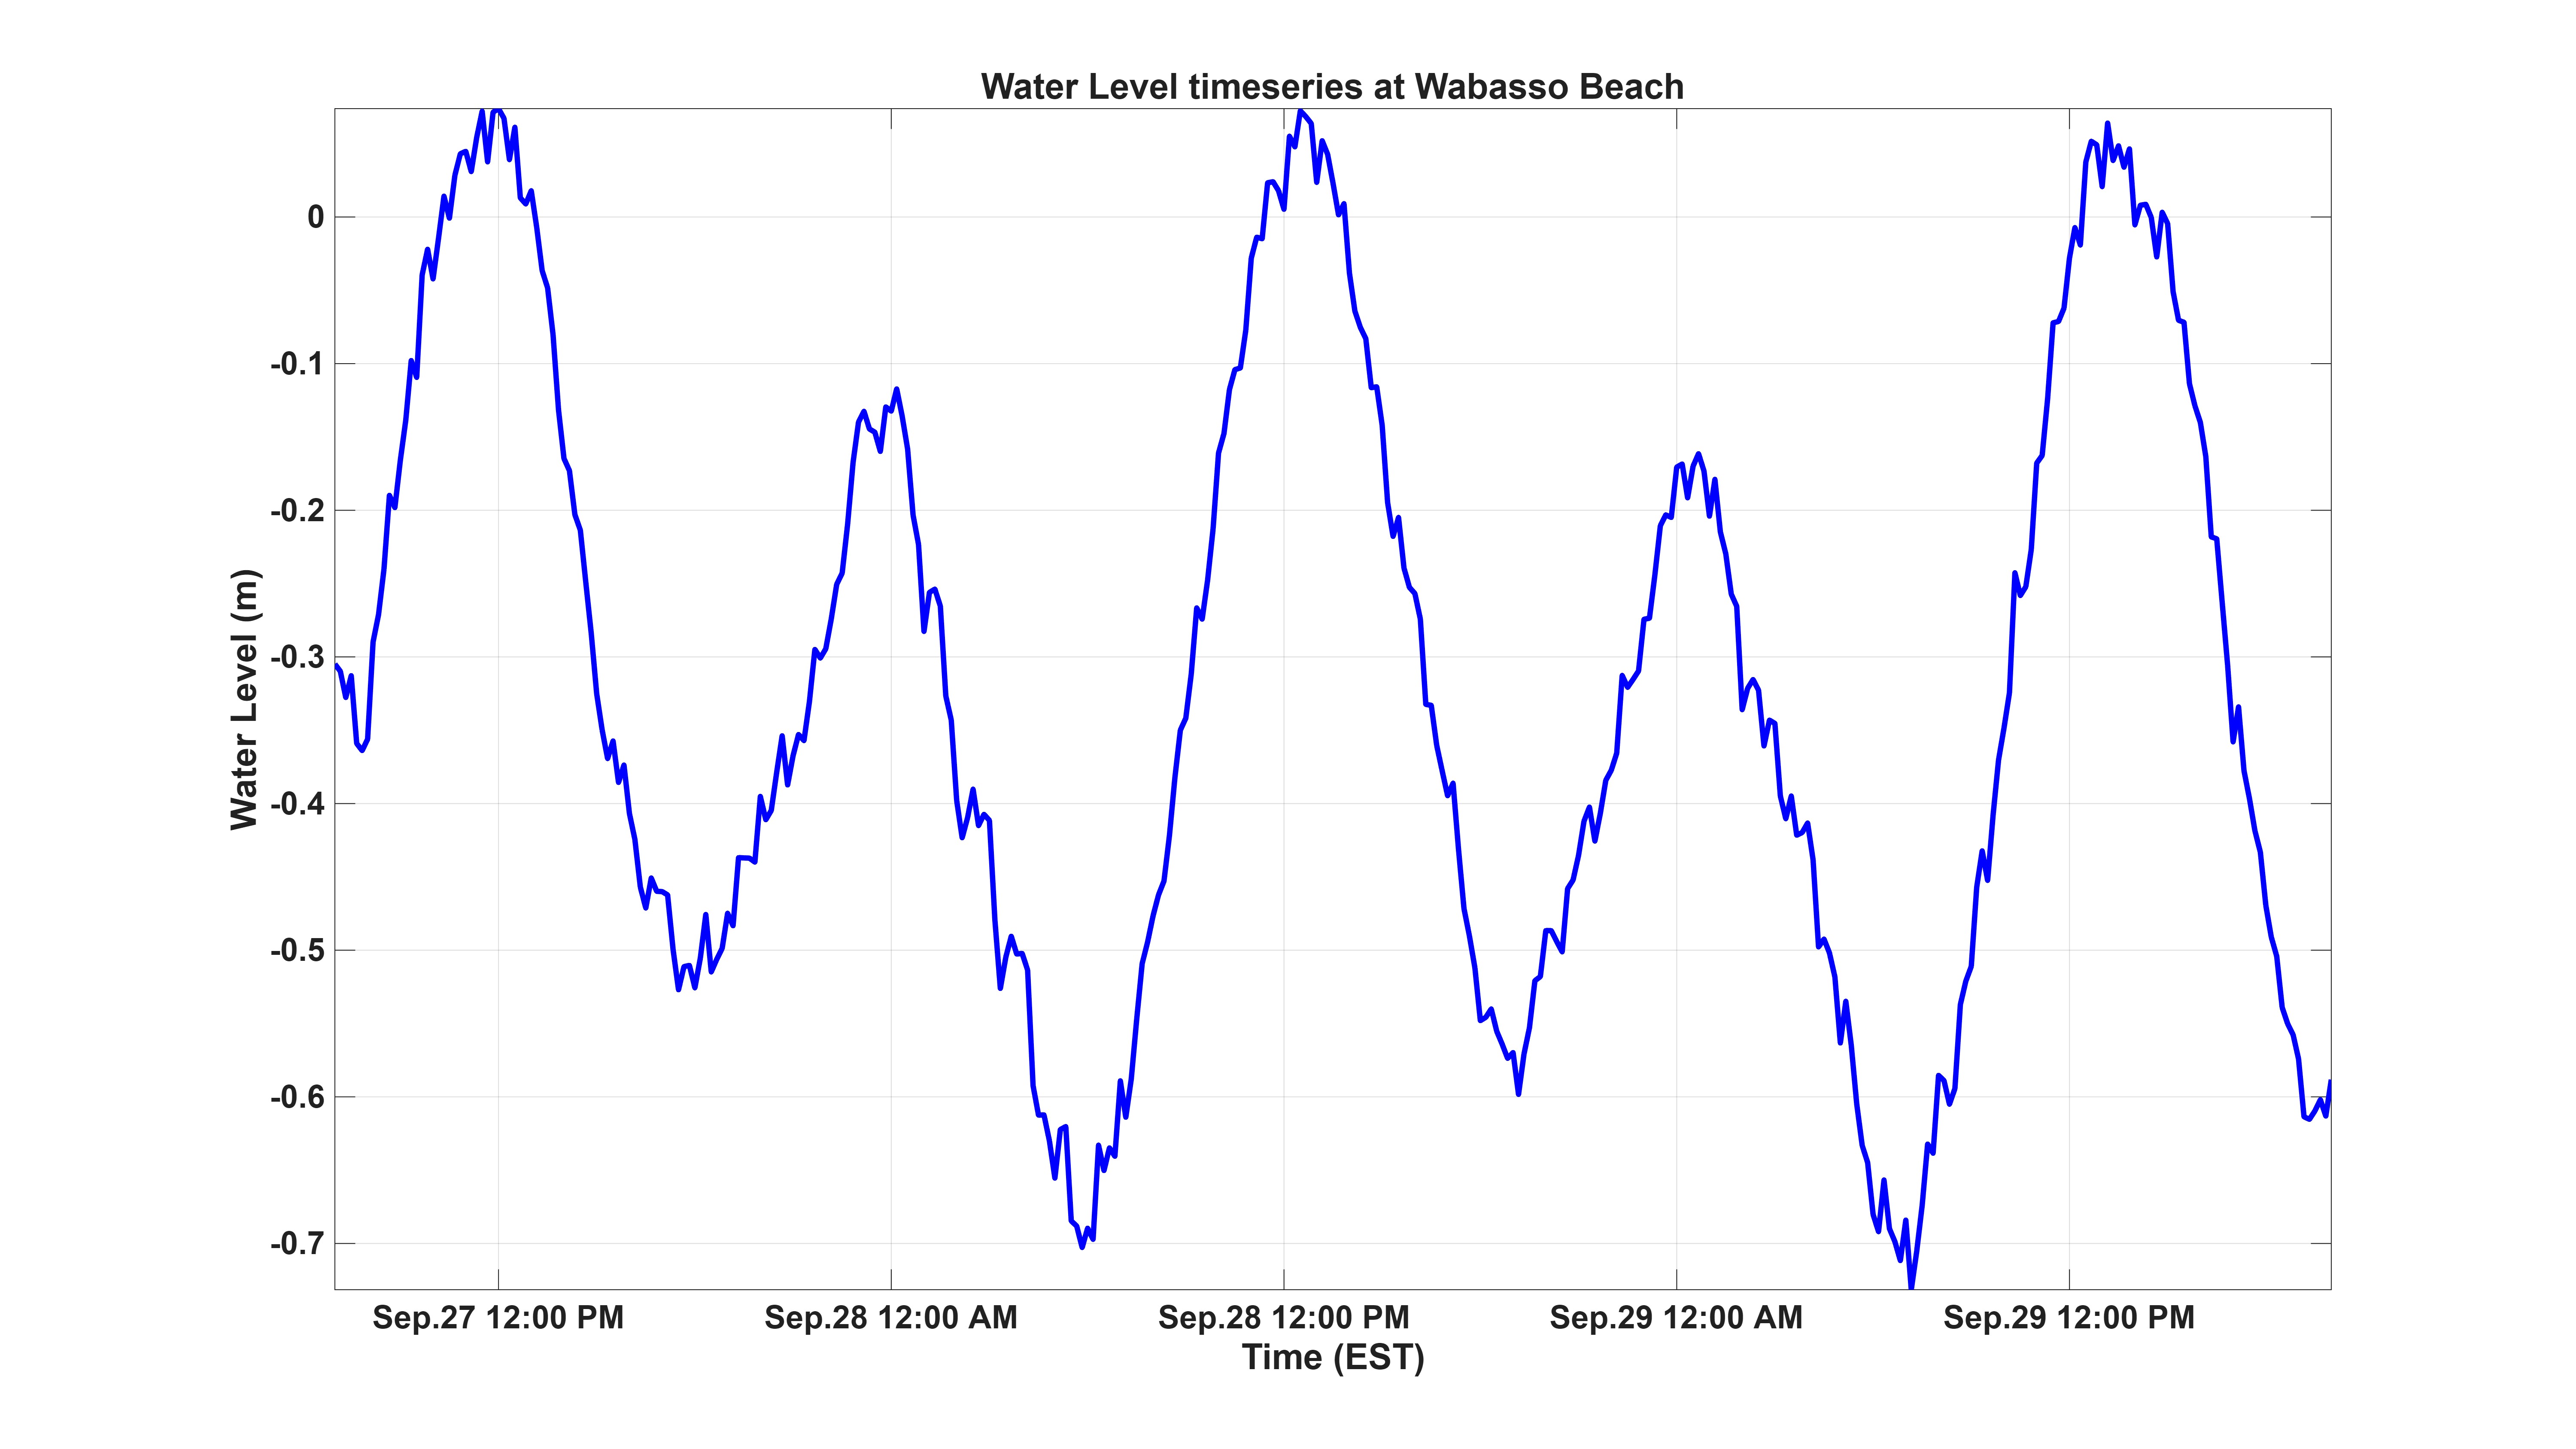 Water Level timeseries at Wabasso Beach
0
-0.1
-0.2
-0.3
-0.4
-0.5
-0.6
-0.7
Water Level (m)
Sep.27 12:00 PM
Sep.28 12:00 AM
Sep.28 12:00 PM
Sep.29 12:00 AM
Sep.29 12:00 PM
Time (EST)